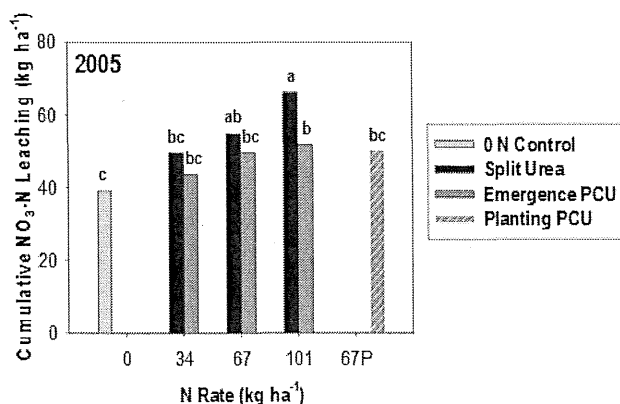 2005
Cumulative NO₃-N Leaching (kg ha⁻¹)
80
60
40
20
0
c
bc
bc
ab
bc
a
b
bc
0
34
67
101
67P
N Rate (kg ha⁻¹)
0 N Control
Split Urea
Emergence PCU
Planting PCU